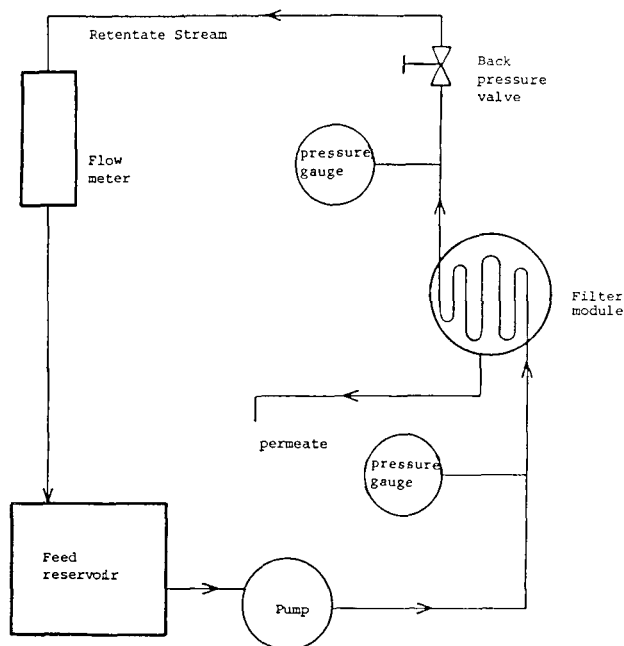 Retentate Stream
Back
pressure
valve
pressure
gauge
Flow
meter
Filter
module
permeate
pressure
gauge
Feed
reservoir
Pump